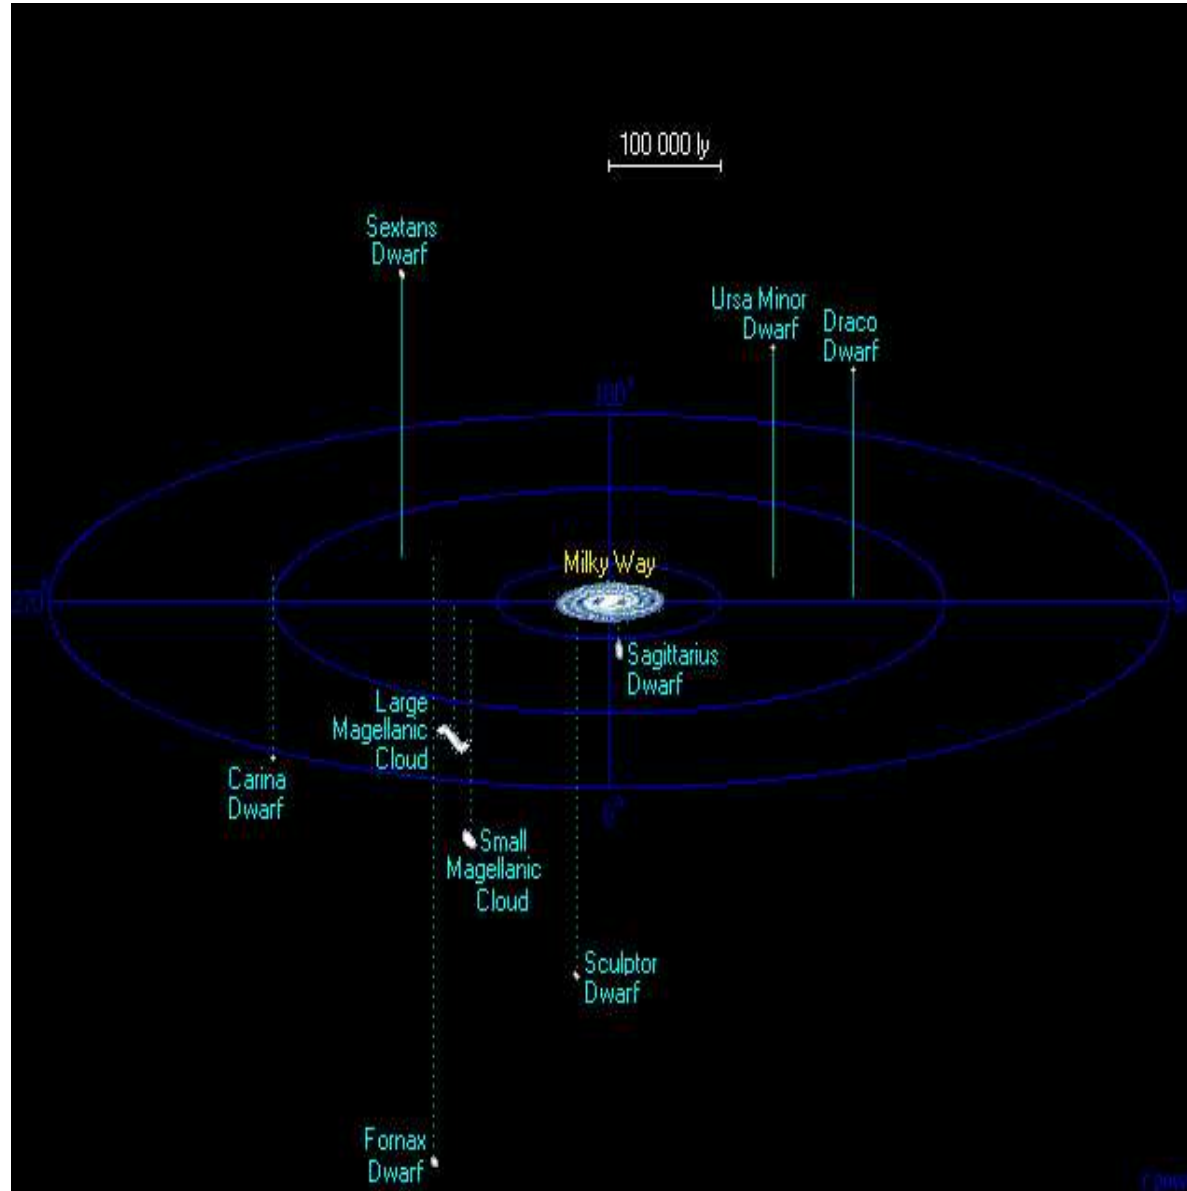 100 000 ly
Sextans
Dwarf
Ursa Minor
Dwarf
Draco
Dwarf
180°
Milky Way
270°
Sagittarius
Dwarf
Large
Magellanic
Cloud
Carina
Dwarf
0°
Small
Magellanic
Cloud
Sculptor
Dwarf
Fornax
Dwarf